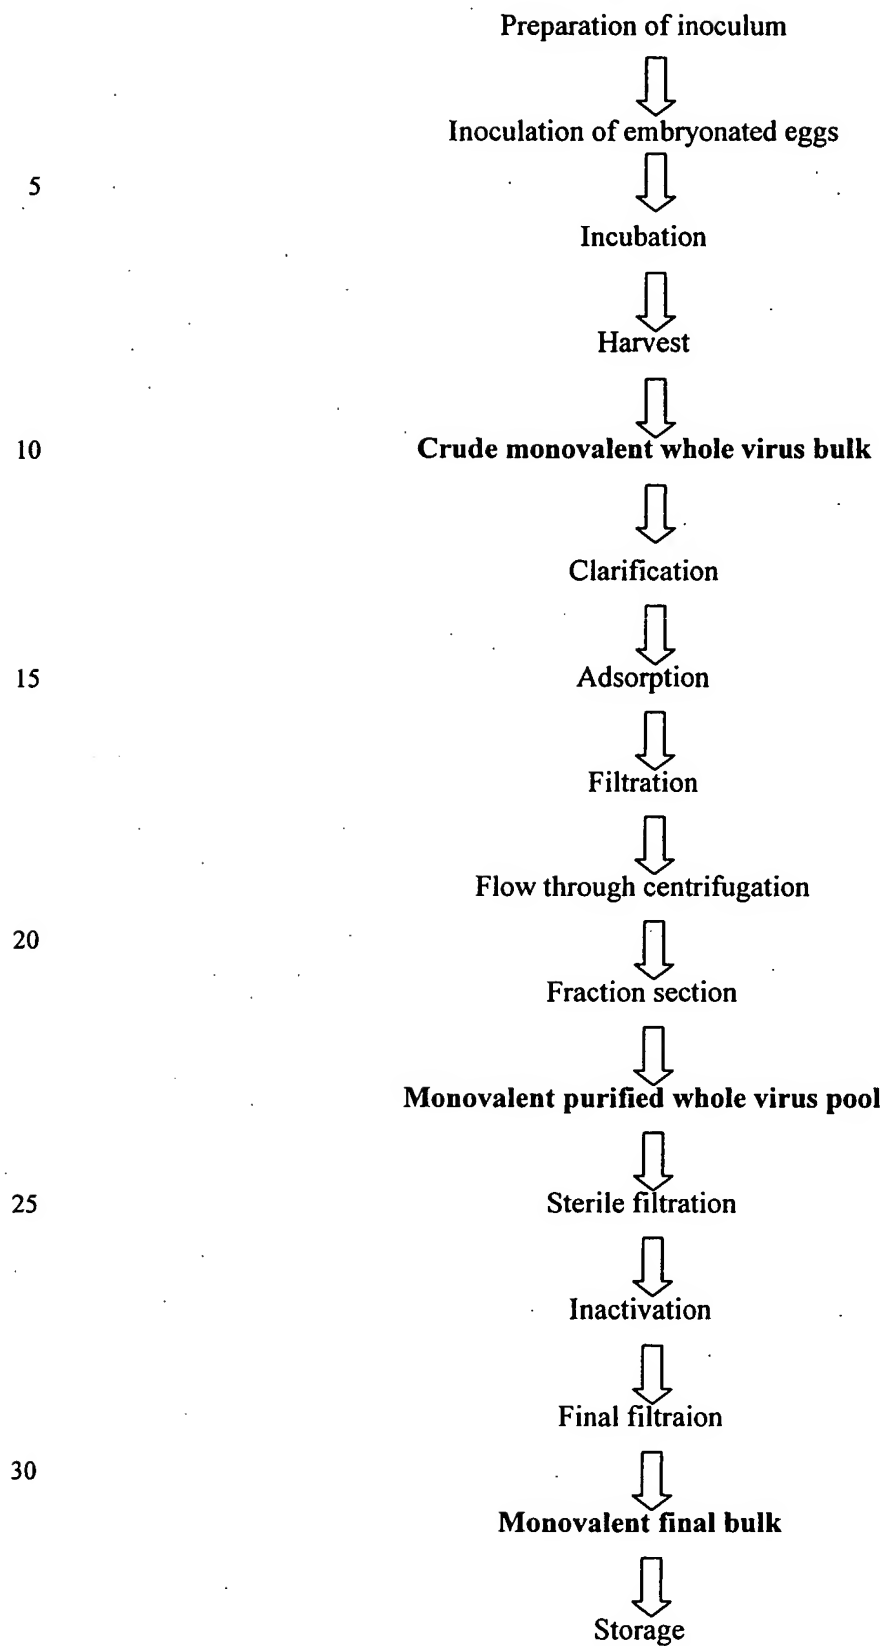 Preparation of inoculum
Inoculation of embryonated eggs
5
Incubation
Harvest
10 Crude monovalent whole virus bulk
Clarification
15 Adsorption
Filtration
Flow through centrifugation
20
Fraction section
Monovalent purified whole virus pool
25 Sterile filtration
Inactivation
Final filtraion
30
Monovalent final bulk
Storage